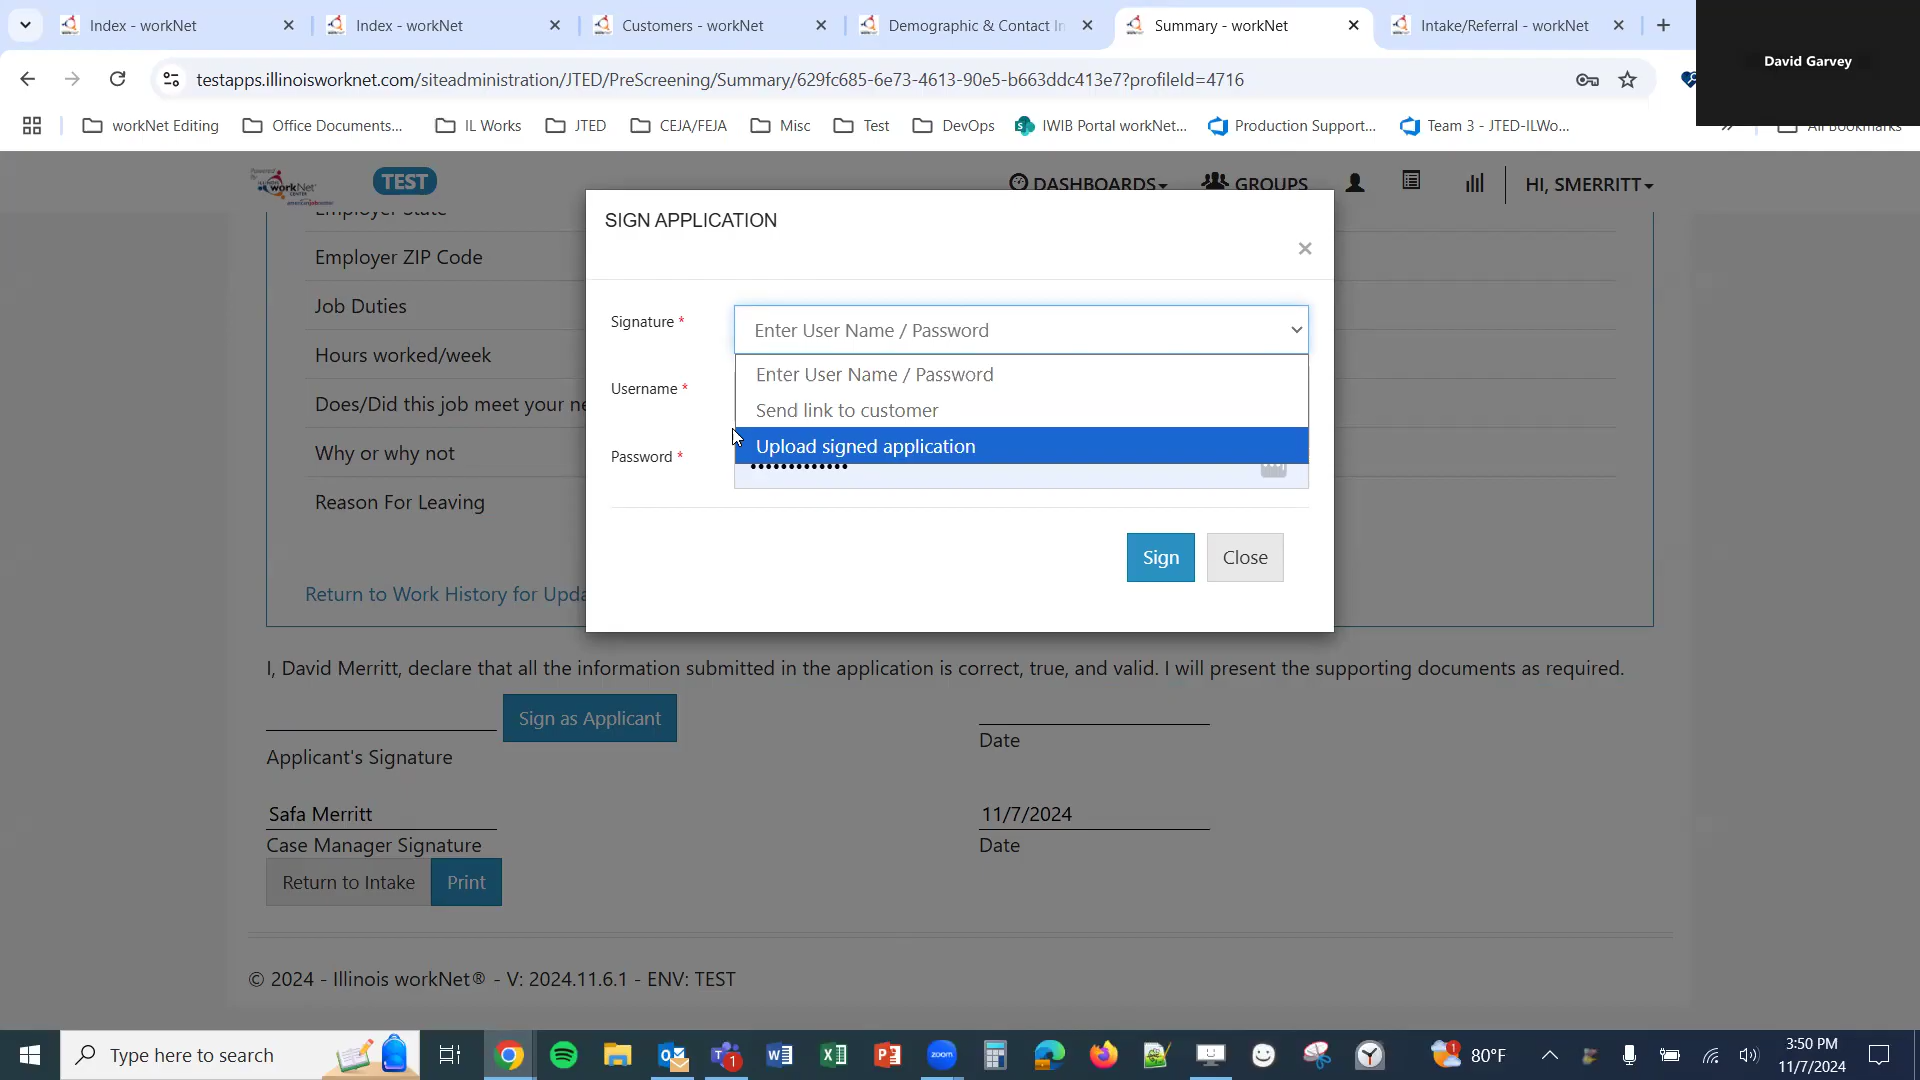 Index - workNet
Index - workNet
Customers - workNet
Demographic & Contact In
Summary - workNet
Intake/Referral - workNet
David Garvey
testapps.illinoisworknet.com/siteadministration/JTED/PreScreening/Summary/629fc685-6e73-4613-90e5-b663ddc413e7?profileId=4716
workNet Editing
Office Documents...
IL Works
JTED
CEJA/FEJA
Misc
Test
DevOps
IWIB Portal workNet...
Production Support...
Team 3 - JTED-ILWo...
All Bookmarks
workNet
TEST
DASHBOARDS
GROUPS
HI, SMERRITT
Employer State
Employer ZIP Code
Job Duties
Hours worked/week
Does/Did this job meet your ne
Why or why not
Reason For Leaving
Return to Work History for Upda
SIGN APPLICATION
×
Signature *
Enter User Name / Password
Enter User Name / Password
Send link to customer
Upload signed application
Username *
Password *
•••••••••••••
Sign
Close
I, David Merritt, declare that all the information submitted in the application is correct, true, and valid. I will present the supporting documents as required.
Sign as Applicant
Applicant's Signature
Date
Safa Merritt
11/7/2024
Case Manager Signature
Date
Return to Intake
Print
© 2024 - Illinois workNet® - V: 2024.11.6.1 - ENV: TEST
Type here to search
1
zoom
1
80°F
3:50 PM
11/7/2024